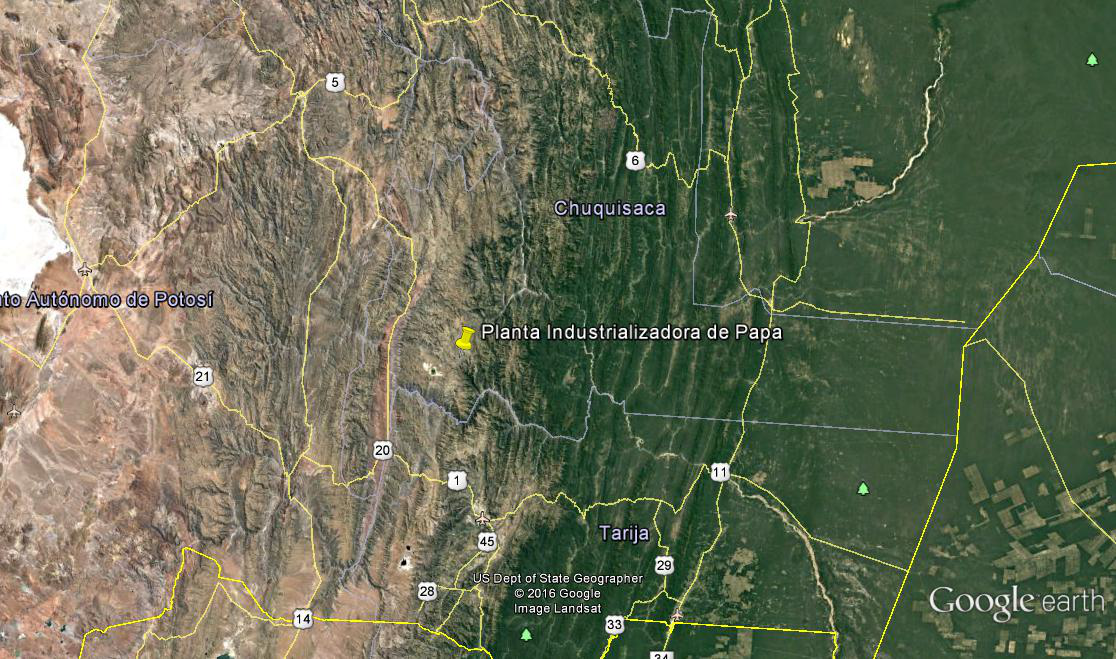 5
6
Chuquisaca
nto Autónomo de Potosí
Planta Industrializadora de Papa
21
20
1
11
45
Tarija
29
US Dept of State Geographer
© 2016 Google
Image Landsat
28
Google earth
14
33
34